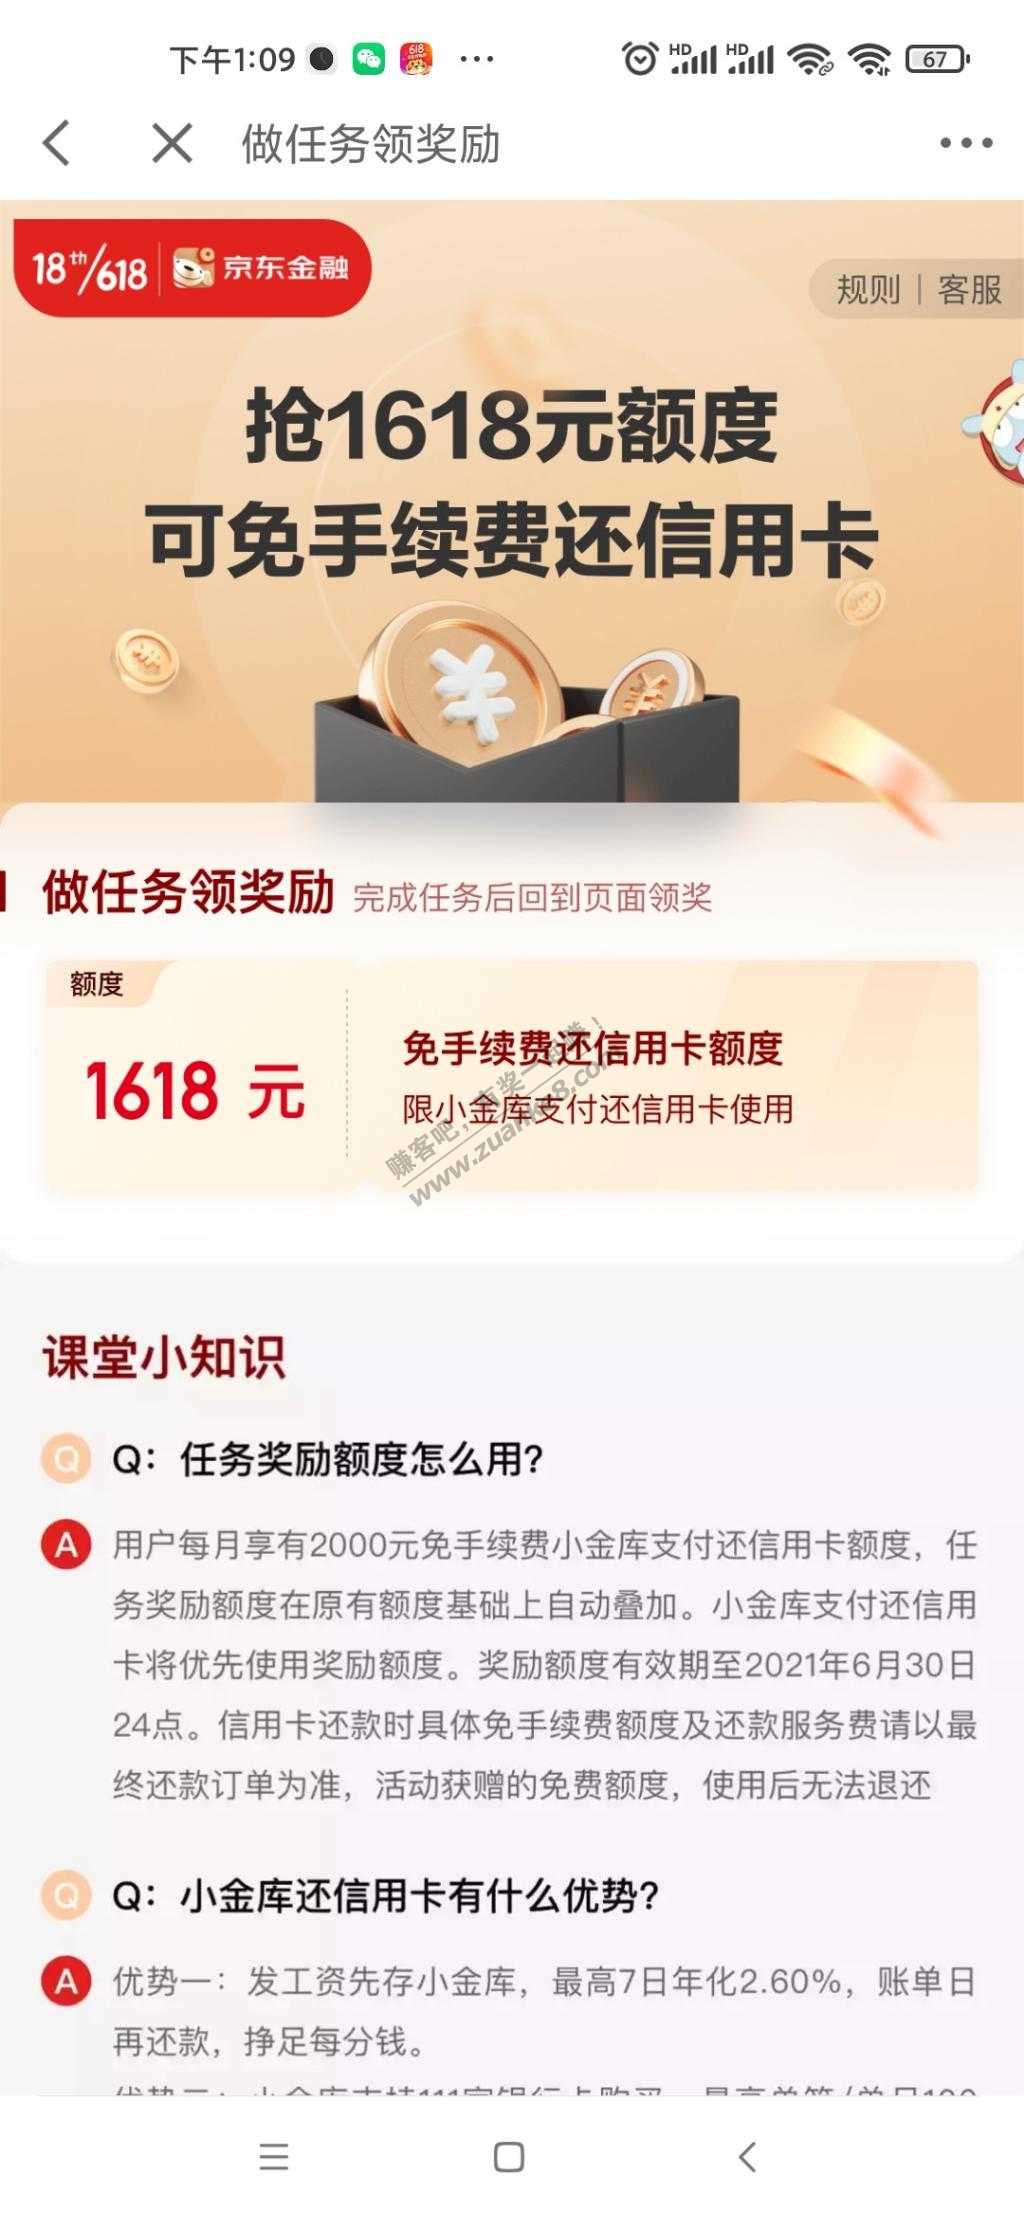 下午1:09 ··· HD HD 67
做任务领奖励
18th/618 京东金融
规则 | 客服
抢1618元额度
可免手续费还信用卡
做任务领奖励 完成任务后回到页面领奖
额度
1618 元
免手续费还信用卡额度
限小金库支付还信用卡使用
www.zuanke8.com
课堂小知识
Q Q：任务奖励额度怎么用?
A 用户每月享有2000元免手续费小金库支付还信用卡额度，任
务奖励额度在原有额度基础上自动叠加。小金库支付还信用
卡将优先使用奖励额度。奖励额度有效期至2021年6月30日
24点。信用卡还款时具体免手续费额度及还款服务费请以最
终还款订单为准，活动获赠的免费额度，使用后无法退还
Q Q：小金库还信用卡有什么优势?
A 优势一：发工资先存小金库，最高7日年化2.60%，账单日
再还款，挣足每分钱。